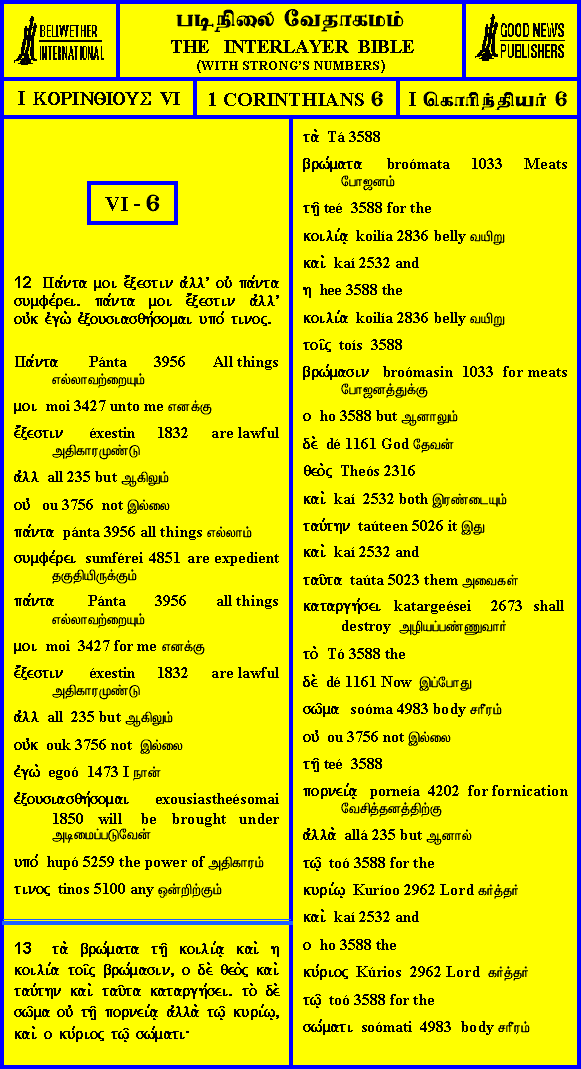 BELLWETHER
INTERNATIONAL
படிநிலை வேதாகமம்
THE INTERLAYER BIBLE
(WITH STRONG'S NUMBERS)
GOOD NEWS
PUBLISHERS
I ΚΟΡΙΝΘΙΟΥΣ VI
1 CORINTHIANS 6
I கொரிந்தியர் 6
VI - 6
12 Πάντα μοι ἔξεστιν ἀλλ' οὐ πάντα
συμφέρει. πάντα μοι ἔξεστιν ἀλλ'
οὐκ ἐγὼ ἐξουσιασθήσομαι υπό τινος.
Πάντα Pánta 3956 All things
எல்லாவற்றையும்
μοι moi 3427 unto me எனக்கு
ἔξεστιν éxestin 1832 are lawful
அதிகாரமுண்டு
ἀλλ all 235 but ஆகிலும்
οὐ ou 3756 not இல்லை
πάντα pánta 3956 all things எல்லாம்
συμφέρει sumférei 4851 are expedient
தகுதியிருக்கும்
πάντα Pánta 3956 all things
எல்லாவற்றையும்
μοι moi 3427 for me எனக்கு
ἔξεστιν éxestin 1832 are lawful
அதிகாரமுண்டு
ἀλλ all 235 but ஆகிலும்
οὐκ ouk 3756 not இல்லை
ἐγὼ egoó 1473 I நான்
ἐξουσιασθήσομαι exousiastheésomai
1850 will be brought under
அடிமைப்படுவேன்
υπό hupó 5259 the power of அதிகாரம்
τινος tinos 5100 any ஒன்றிற்கும்
13 τὰ βρώματα τῇ κοιλίᾳ καὶ η
κοιλία τοῖς βρώμασιν, ο δὲ θεὸς καὶ
ταύτην καὶ ταῦτα καταργήσει. τὸ δὲ
σῶμα οὐ τῇ πορνείᾳ ἀλλὰ τῷ κυρίῳ,
καὶ ο κύριος τῷ σώματι·
τὰ Tá 3588
βρώματα broómata 1033 Meats
போஜனம்
τῇ teé 3588 for the
κοιλίᾳ koilía 2836 belly வயிறு
καὶ kaí 2532 and
η hee 3588 the
κοιλία koilía 2836 belly வயிறு
τοῖς toís 3588
βρώμασιν broómasin 1033 for meats
போஜனத்துக்கு
ο ho 3588 but ஆனாலும்
δὲ dé 1161 God தேவன்
θεὸς Theós 2316
καὶ kaí 2532 both இரண்டையும்
ταύτην taúteen 5026 it இது
καὶ kaí 2532 and
ταῦτα taúta 5023 them அவைகள்
καταργήσει katargeései 2673 shall
destroy அழியப்பண்ணுவார்
τὸ Tó 3588 the
δὲ dé 1161 Now இப்போது
σῶμα soóma 4983 body சரீரம்
οὐ ou 3756 not இல்லை
τῇ teé 3588
πορνείᾳ porneía 4202 for fornication
வேசித்தனத்திற்கு
ἀλλὰ allá 235 but ஆனால்
τῷ toó 3588 for the
κυρίῳ Kuríoo 2962 Lord கர்த்தர்
καὶ kaí 2532 and
ο ho 3588 the
κύριος Kúrios 2962 Lord கர்த்தர்
τῷ toó 3588 for the
σώματι soómati 4983 body சரீரம்